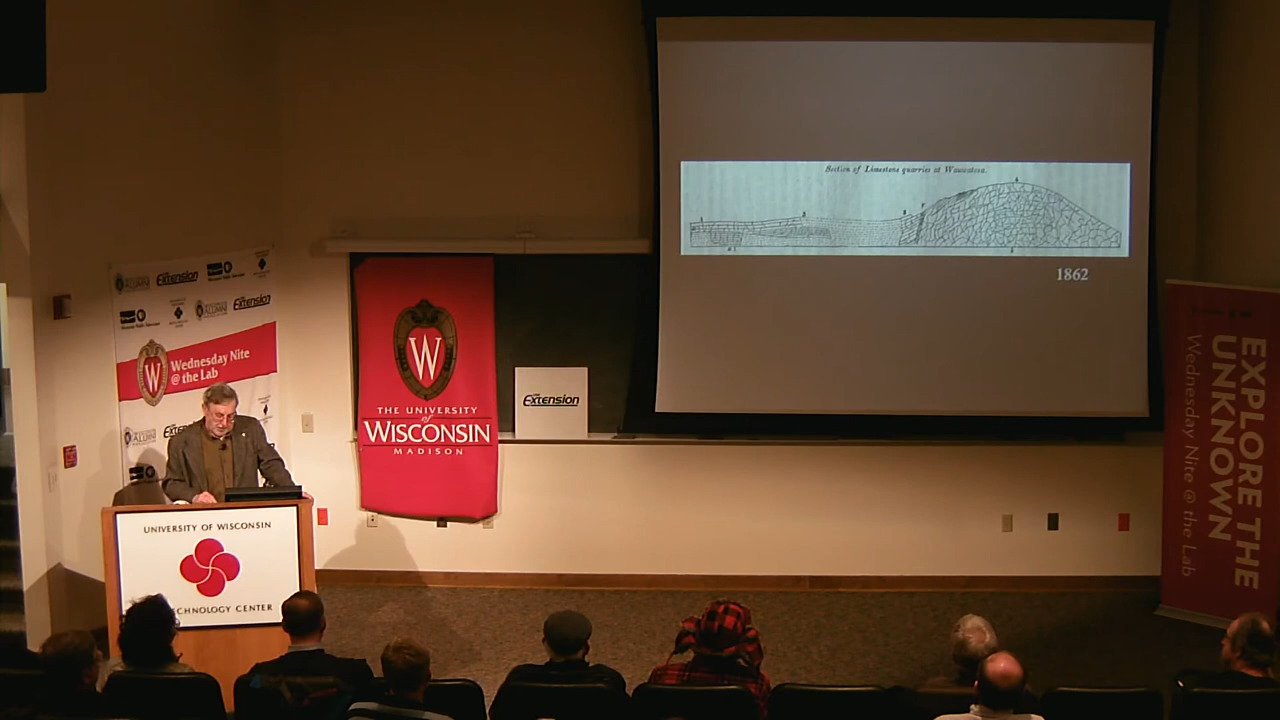 Section of Limestone quarries at Wauwatosa.
1862
Extension
Extension
Wednesday Nite
@ the Lab
W
THE UNIVERSITY
of
WISCONSIN
MADISON
Extension
UNIVERSITY OF WISCONSIN
CHNOLOGY CENTER
EXPLORE THE
UNKNOWN
Wednesday Nite @ the Lab